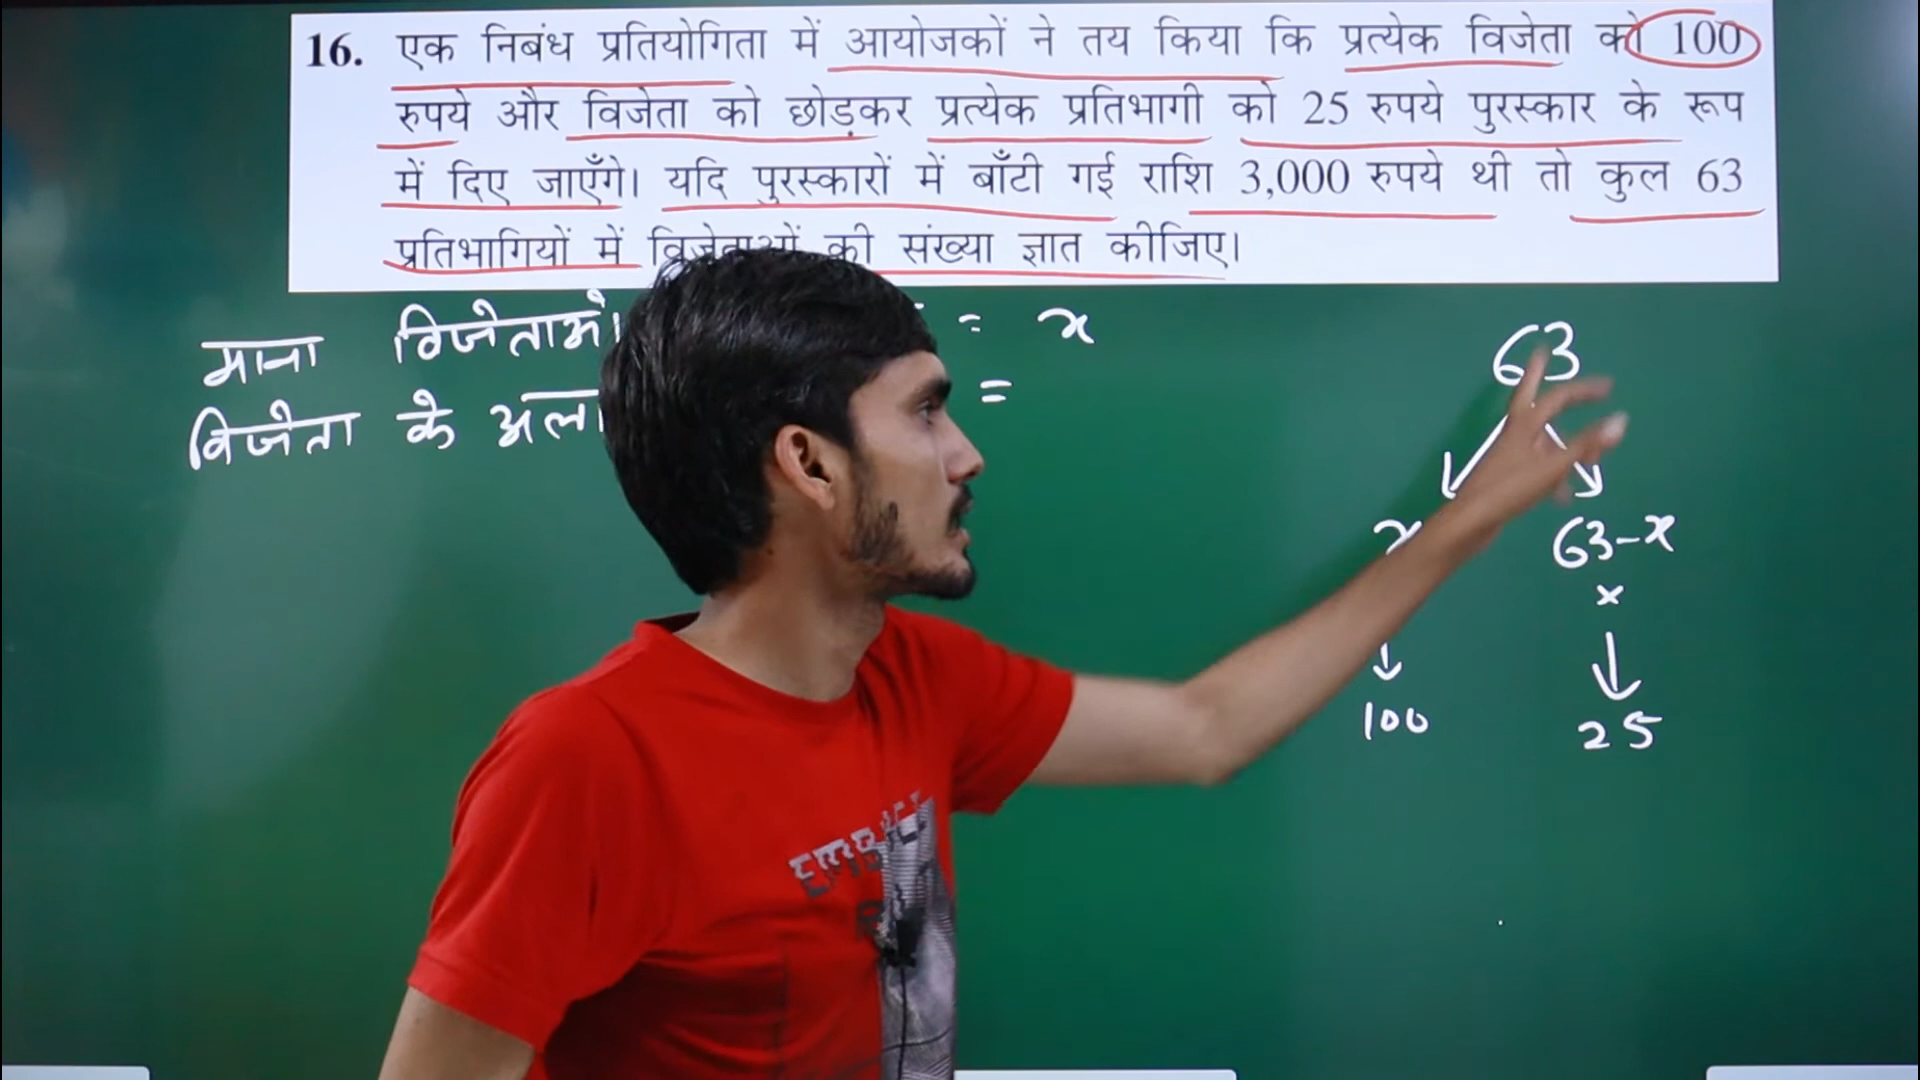 16. एक निबंध प्रतियोगिता में आयोजकों ने तय किया कि प्रत्येक विजेता को 100
रुपये और विजेता को छोड़कर प्रत्येक प्रतिभागी को 25 रुपये पुरस्कार के रूप
में दिए जाएँगे। यदि पुरस्कारों में बाँटी गई राशि 3,000 रुपये थी तो कुल 63
प्रतिभागियों में विजेताओं की संख्या ज्ञात कीजिए।
माना विजेताओं = x
विजेता के =
63
x 63-x
x
100 25